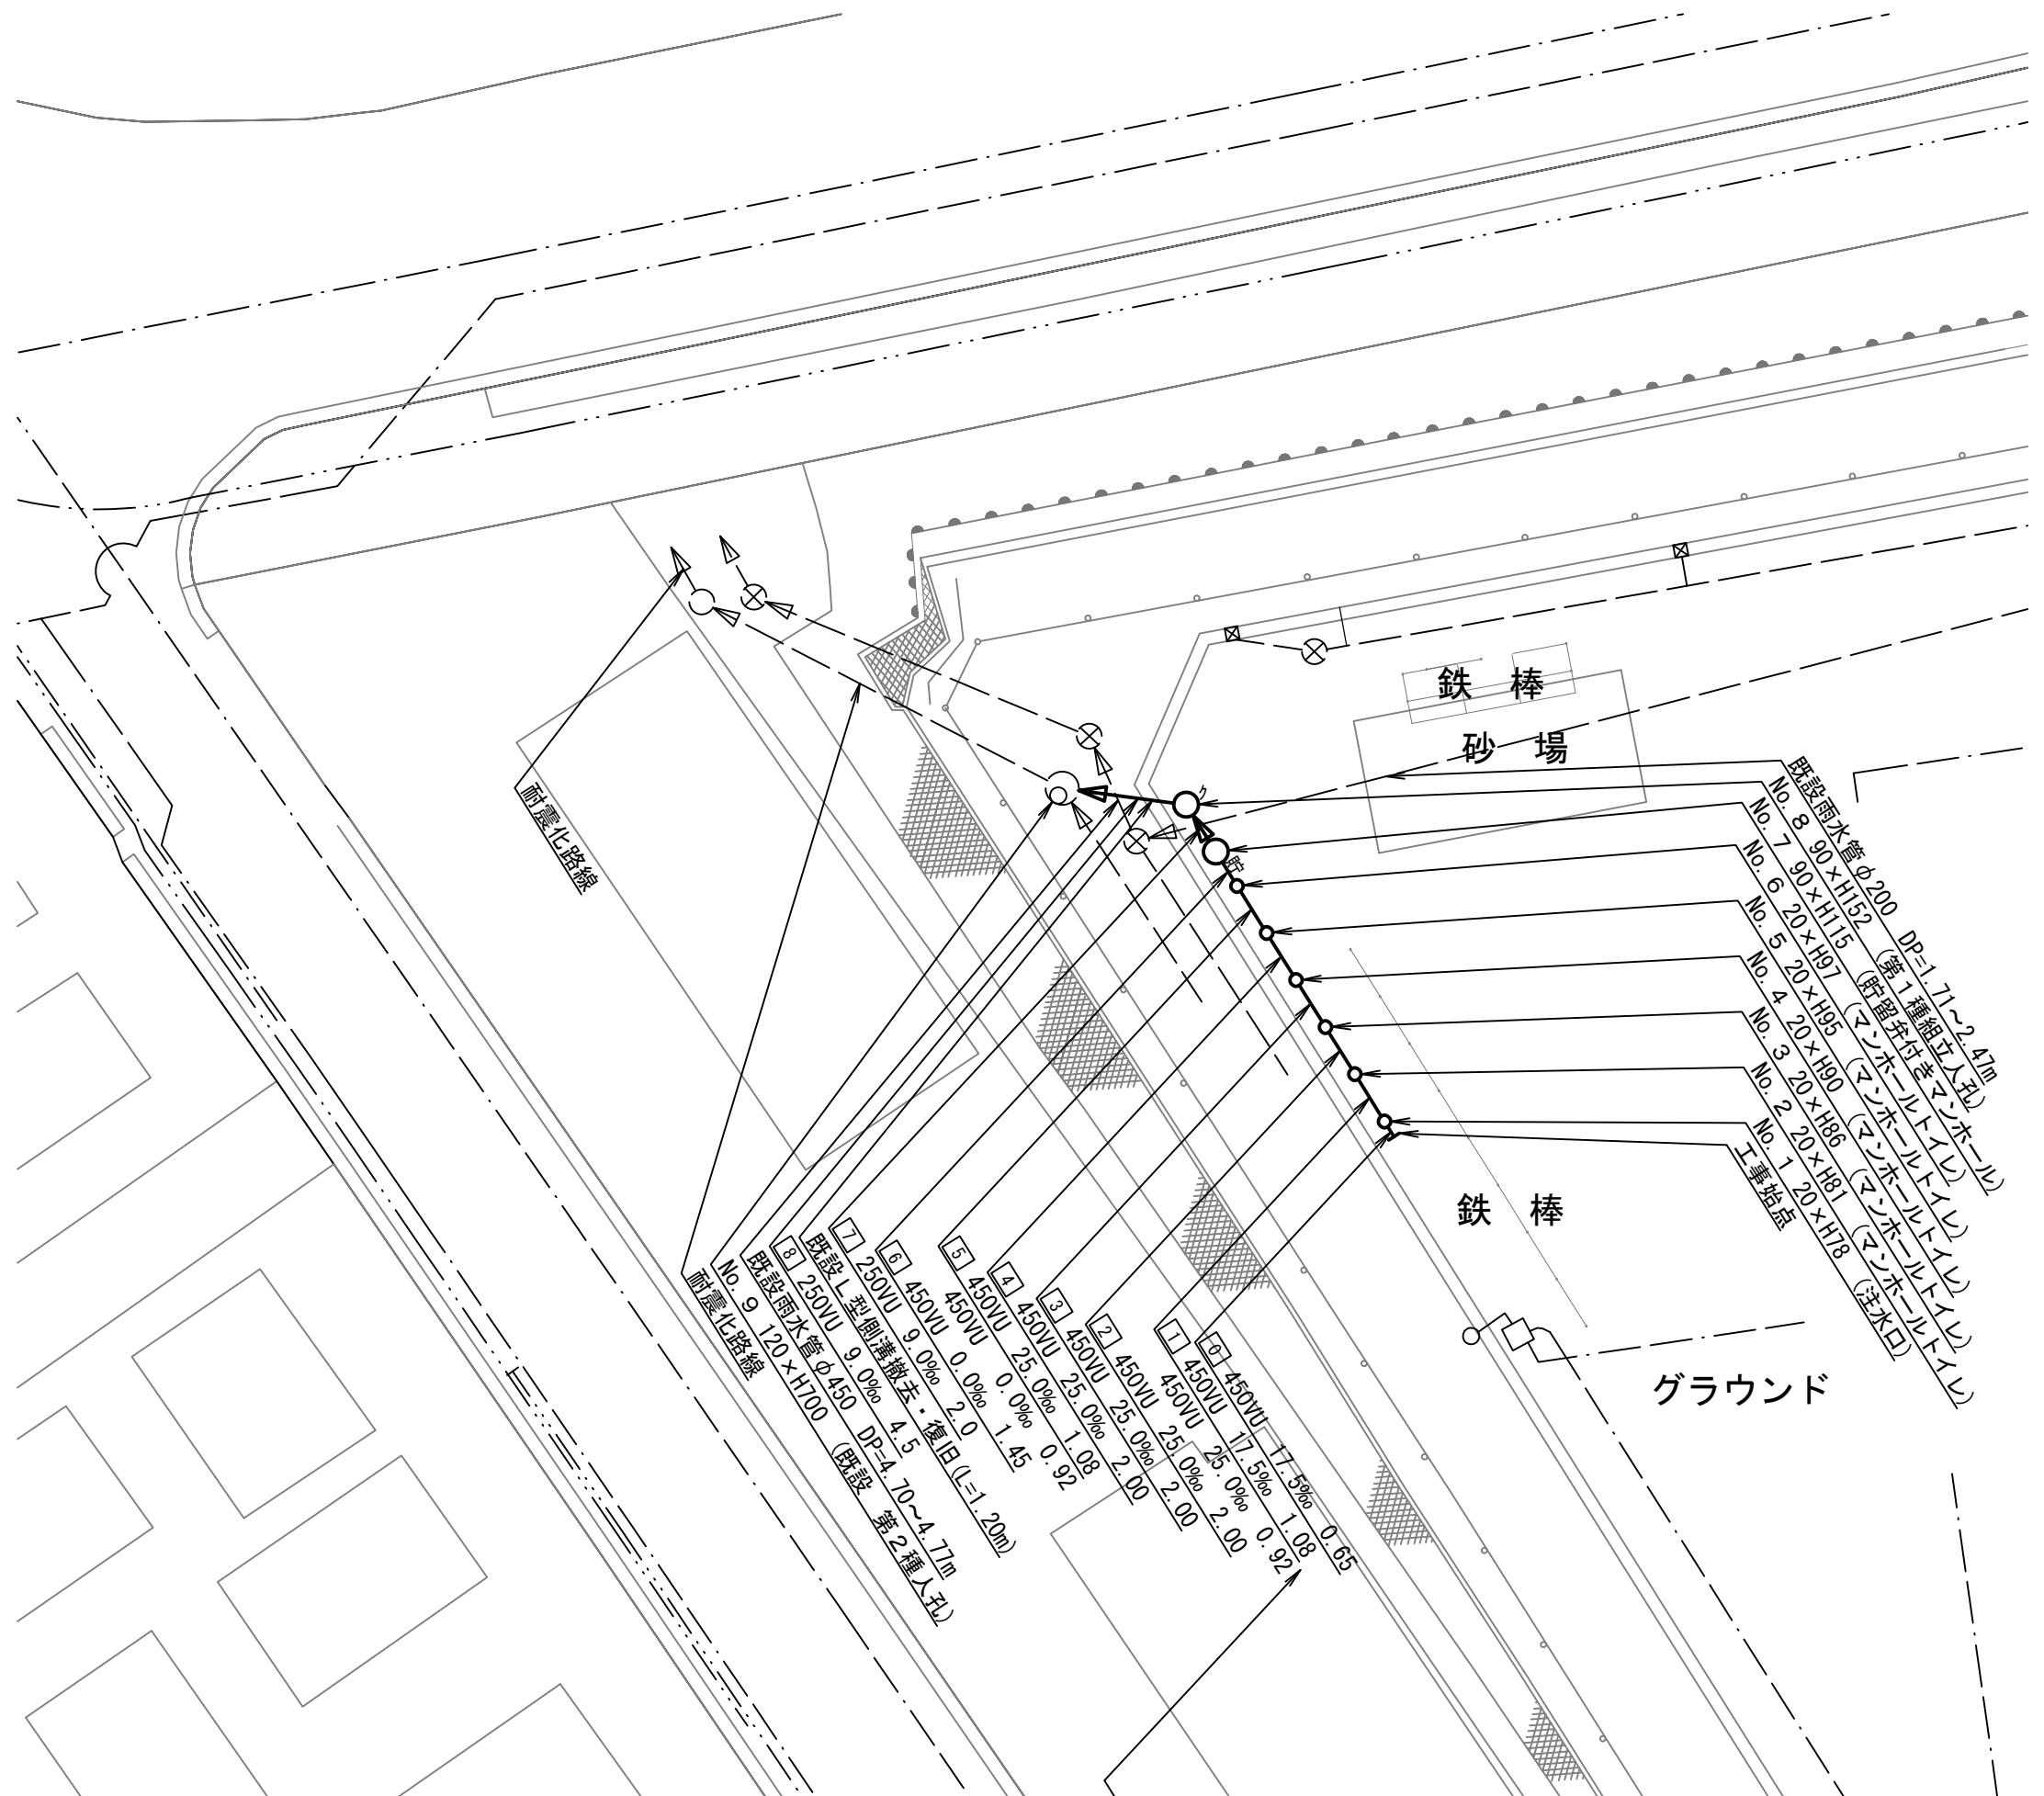 鉄 棒
砂 場
ク
貯
耐震化路線
既設雨水管φ200 DP=1.71～2.47m
No. 8 90×H152 (第1種組立人孔)
No. 7 90×H115 (貯留弁付きマンホール)
No. 6 20×H97 (マンホールトイレ)
No. 5 20×H95 (マンホールトイレ)
No. 4 20×H90 (マンホールトイレ)
No. 3 20×H86 (マンホールトイレ)
No. 2 20×H81 (マンホールトイレ)
No. 1 20×H78 (注水口)
工事始点
鉄 棒
グラウンド
耐震化路線
No. 9 120×H700 (既設 第2種人孔)
既設雨水管φ450 DP=4.70～4.77m
8 250VU 9.0‰ 4.5
既設L型側溝撤去・復旧(L=1.20m)
7 250VU 9.0‰ 2.0
6 450VU 0.0‰ 1.45
450VU 0.0‰ 0.92
5 450VU 25.0‰ 1.08
4 450VU 25.0‰ 2.00
3 450VU 25.0‰ 2.00
2 450VU 25.0‰ 2.00
450VU 25.0‰ 0.92
1 450VU 17.5‰ 1.08
0 450VU 17.5‰ 0.65